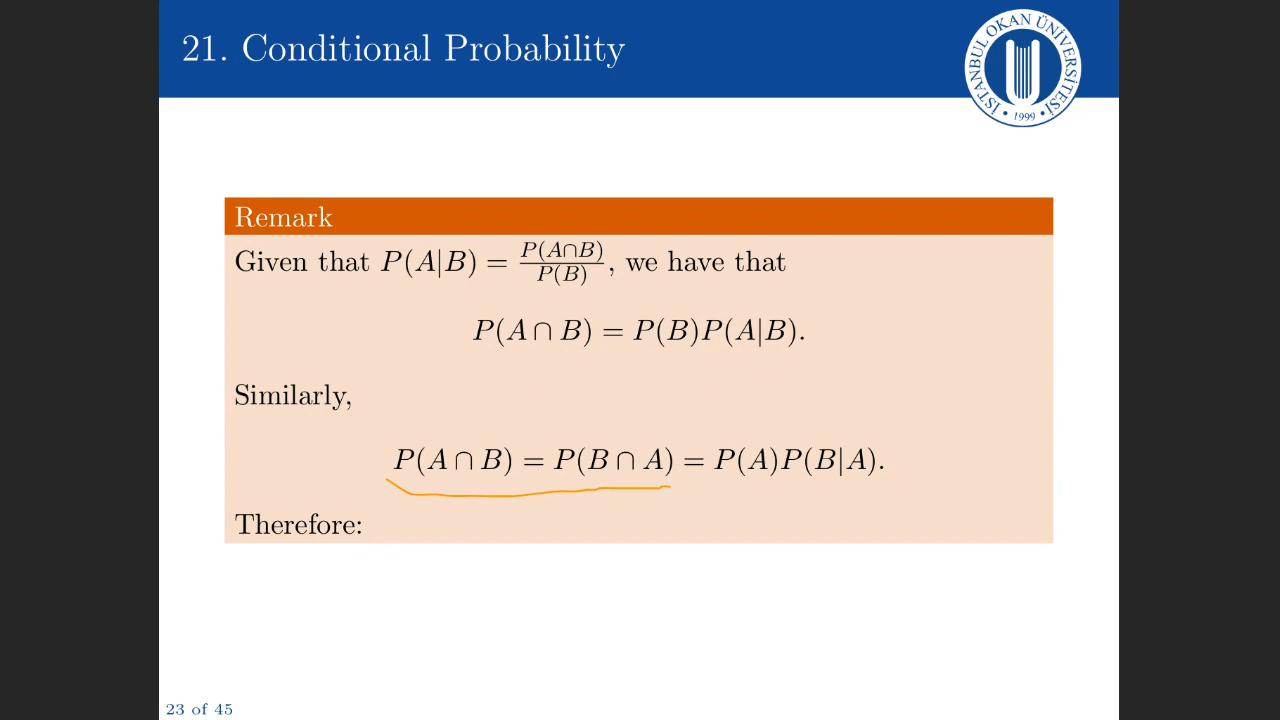 21. Conditional Probability
İSTANBUL OKAN ÜNİVERSİTESİ
• 1999 •
Remark
Given that P(A|B) = P(A∩B)/P(B), we have that
P(A ∩ B) = P(B)P(A|B).
Similarly,
P(A ∩ B) = P(B ∩ A) = P(A)P(B|A).
Therefore:
23 of 45